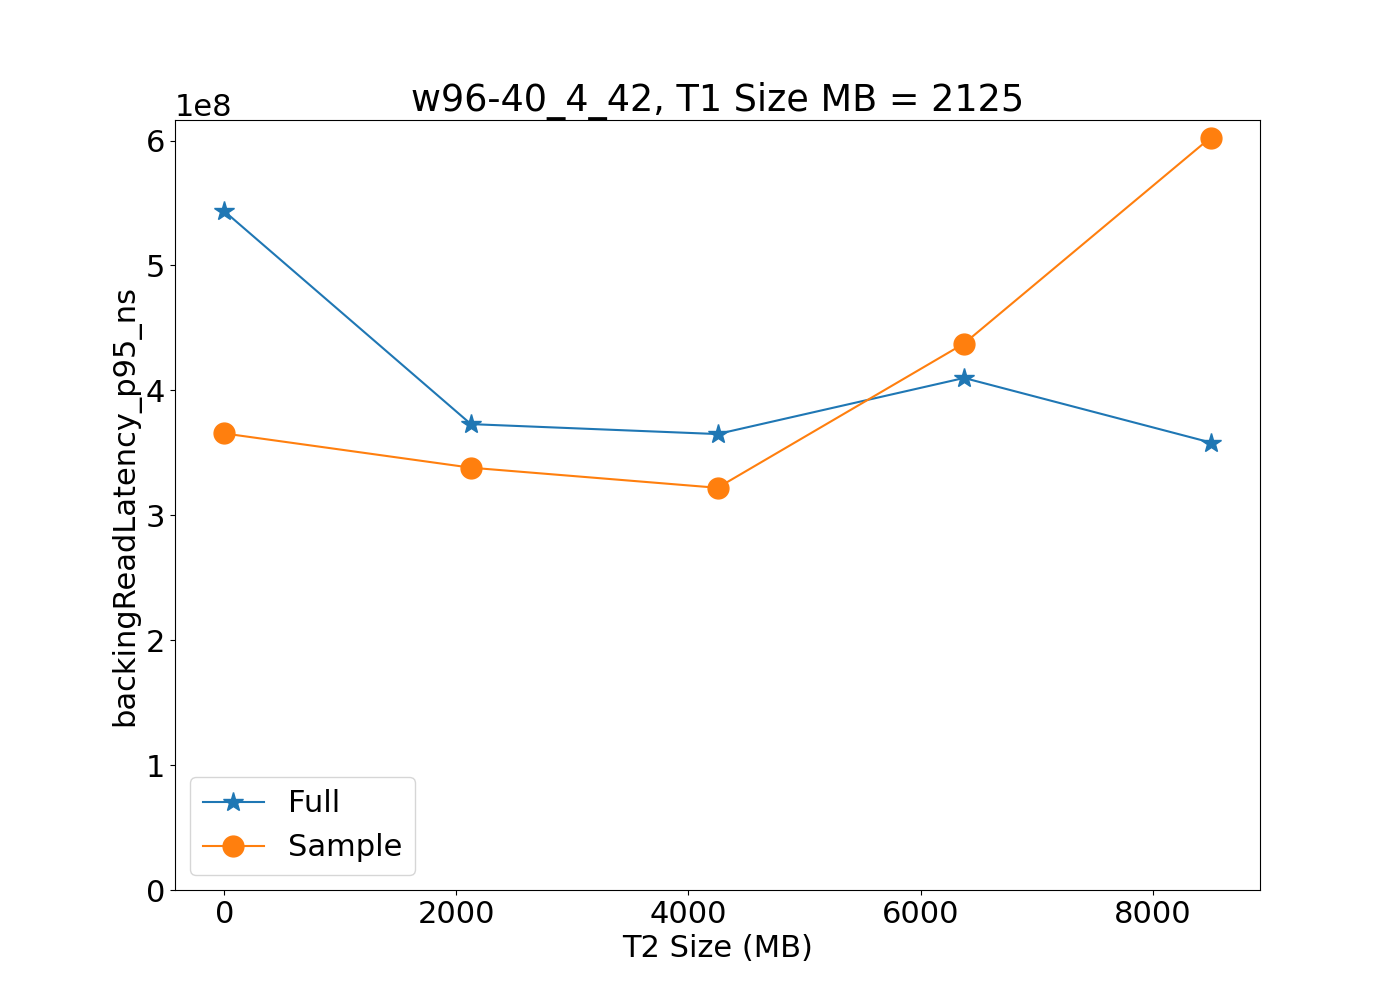 w96-40_4_42, T1 Size MB = 2125
1e8
6
5
4
3
2
1
0
backingReadLatency_p95_ns
Full
Sample
0 2000 4000 6000 8000
T2 Size (MB)